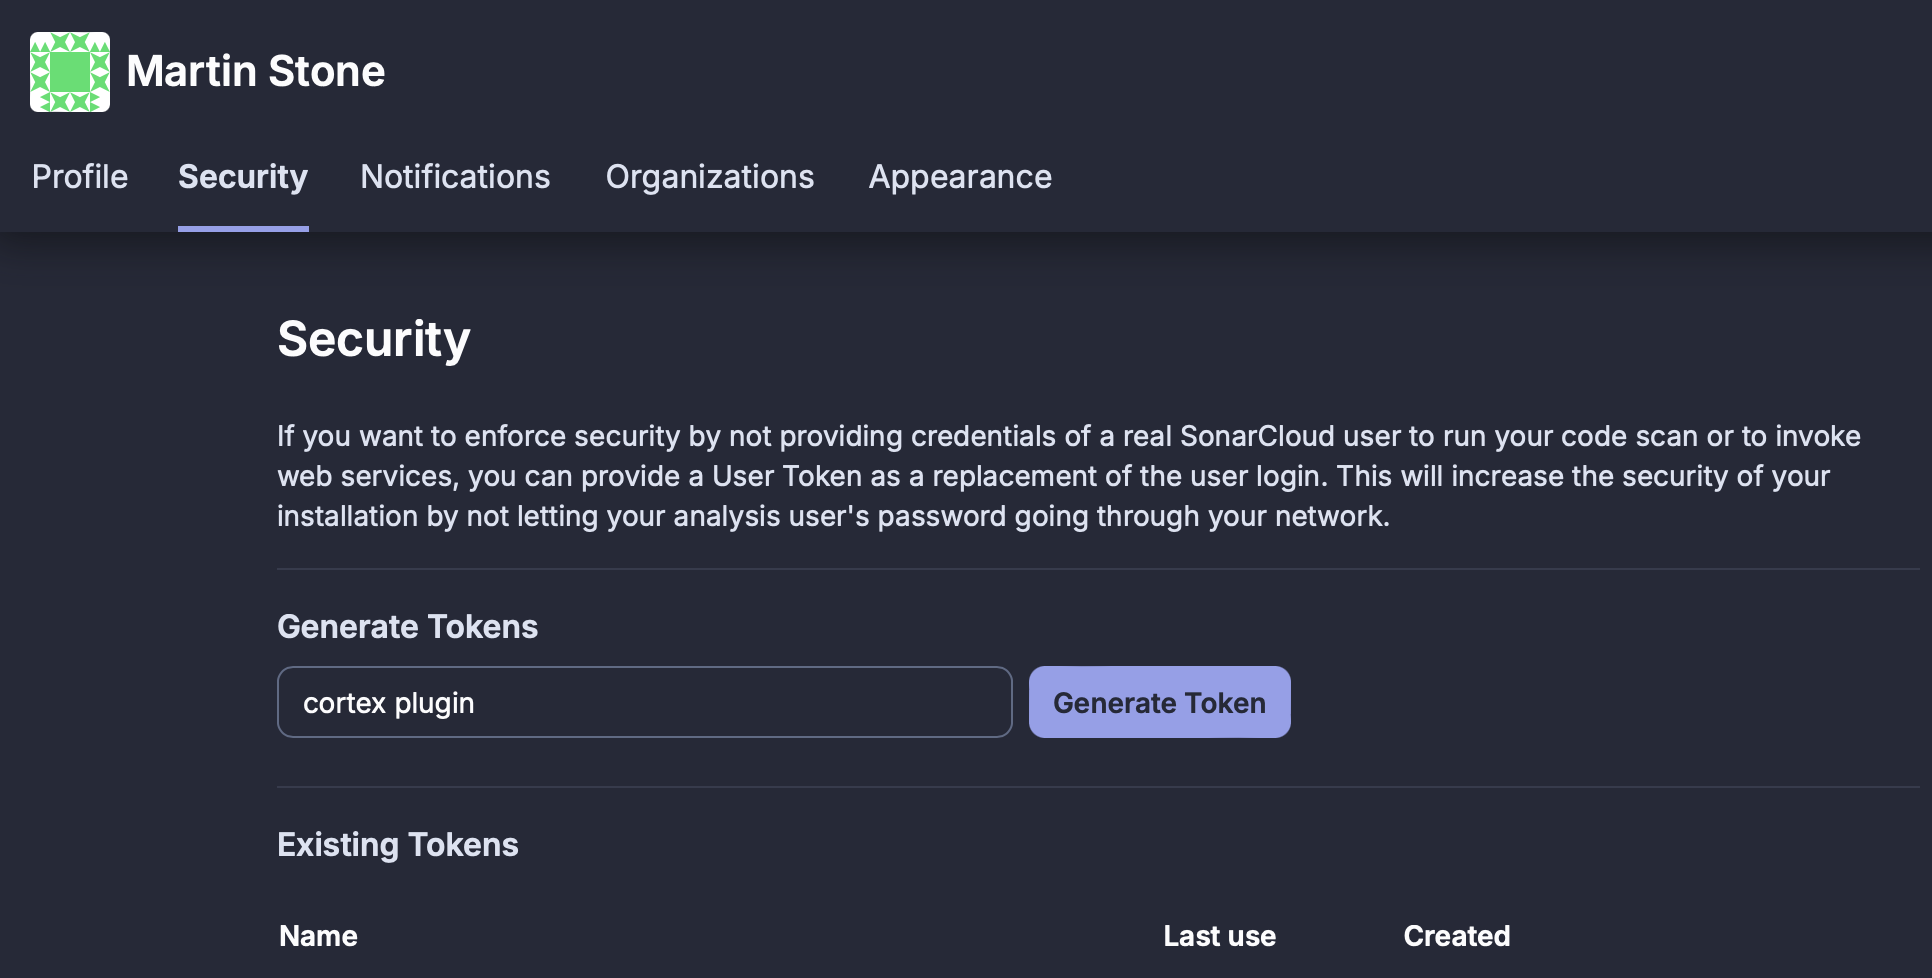 Martin Stone
Profile Security Notifications Organizations Appearance
Security
If you want to enforce security by not providing credentials of a real SonarCloud user to run your code scan or to invoke
web services, you can provide a User Token as a replacement of the user login. This will increase the security of your
installation by not letting your analysis user's password going through your network.
Generate Tokens
cortex plugin Generate Token
Existing Tokens
Name Last use Created